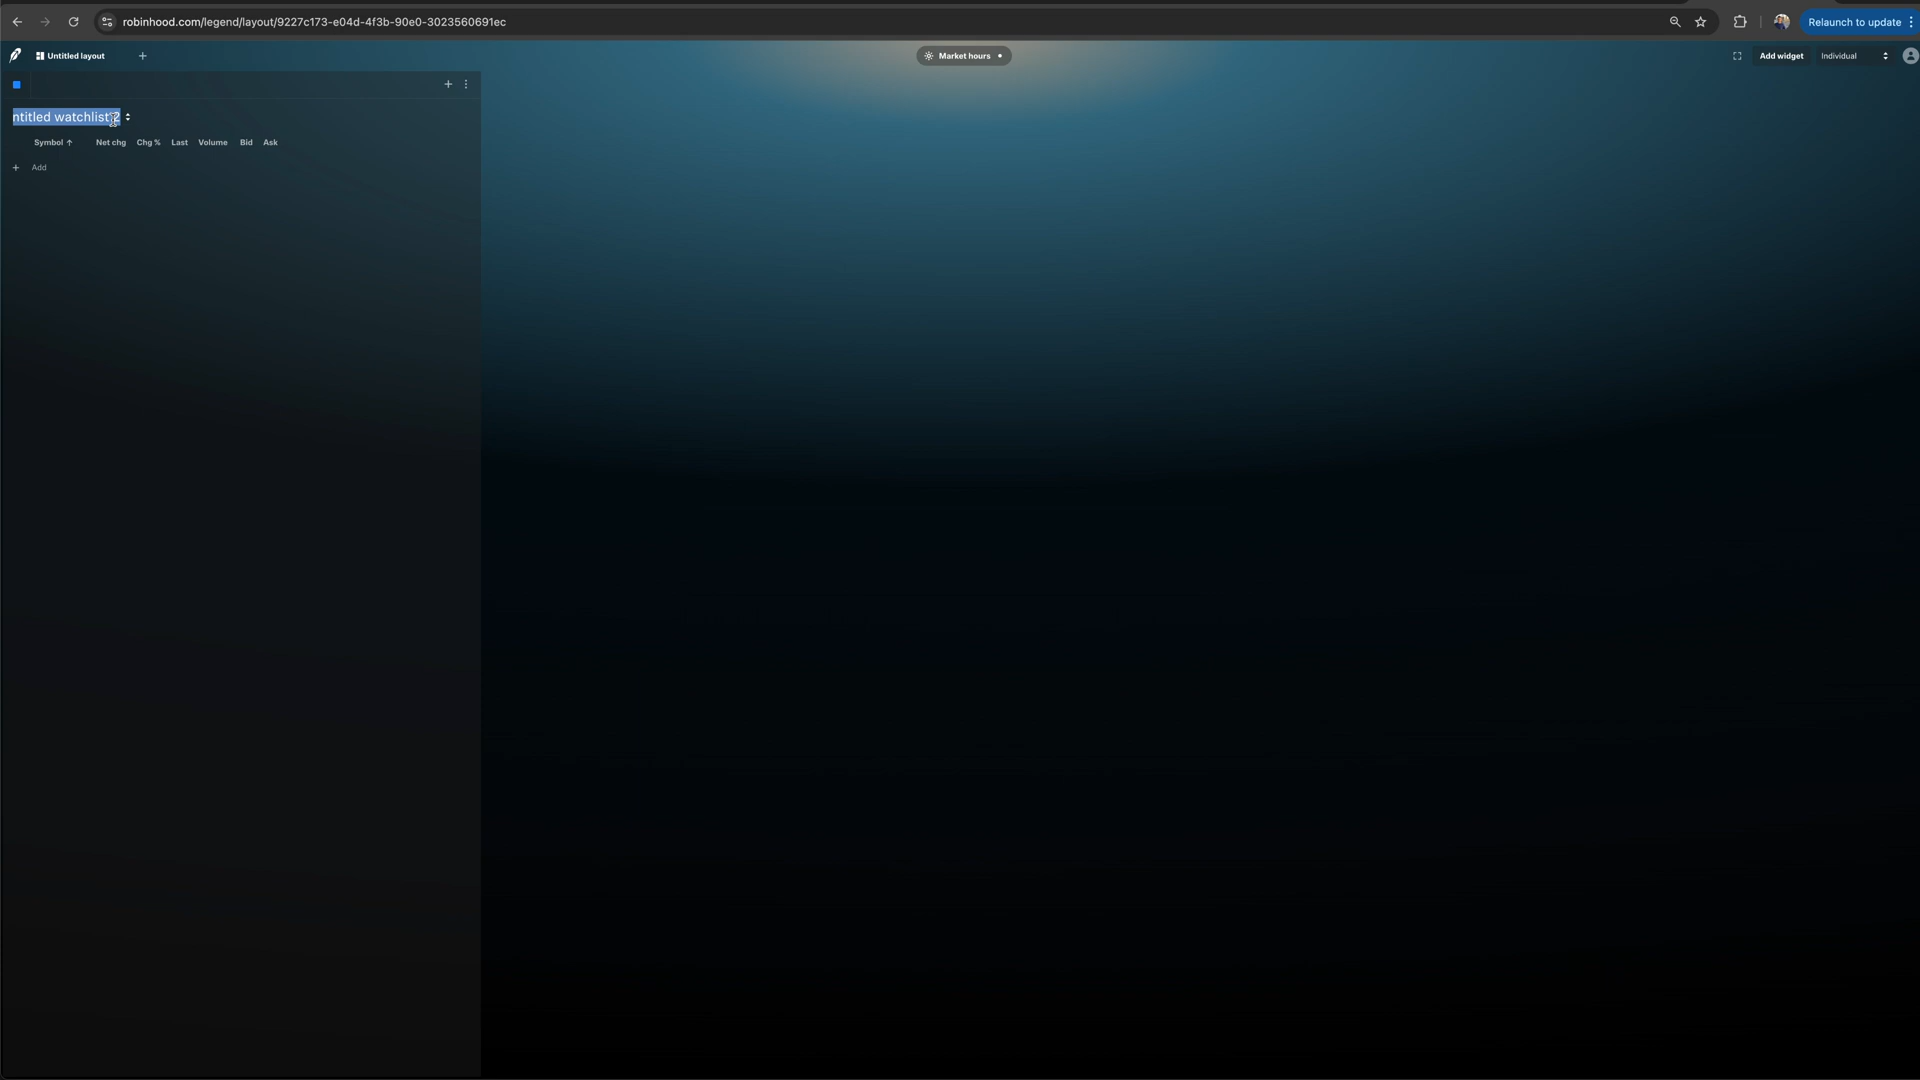 robinhood.com/legend/layout/9227c173-e04d-4f3b-90e0-3023560691ec
Relaunch to update
Untitled layout
Market hours
Add widget
Individual
ntitled watchlist 2
Symbol Net chg Chg % Last Volume Bid Ask
Add